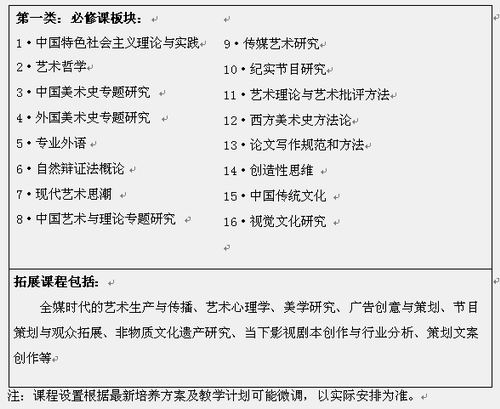 第一类：必修课板块：
1·中国特色社会主义理论与实践
2·艺术哲学
3·中国美术史专题研究
4·外国美术史专题研究
5·专业外语
6·自然辩证法概论
7·现代艺术思潮
8·中国艺术与理论专题研究
9·传媒艺术研究
10·纪实节目研究
11·艺术理论与艺术批评方法
12·西方美术史方法论
13·论文写作规范和方法
14·创造性思维
15·中国传统文化
16·视觉文化研究
拓展课程包括：
全媒时代的艺术生产与传播、艺术心理学、美学研究、广告创意与策划、节目
策划与观众拓展、非物质文化遗产研究、当下影视剧本创作与行业分析、策划文案
创作等
注：课程设置根据最新培养方案及教学计划可能微调，以实际安排为准。